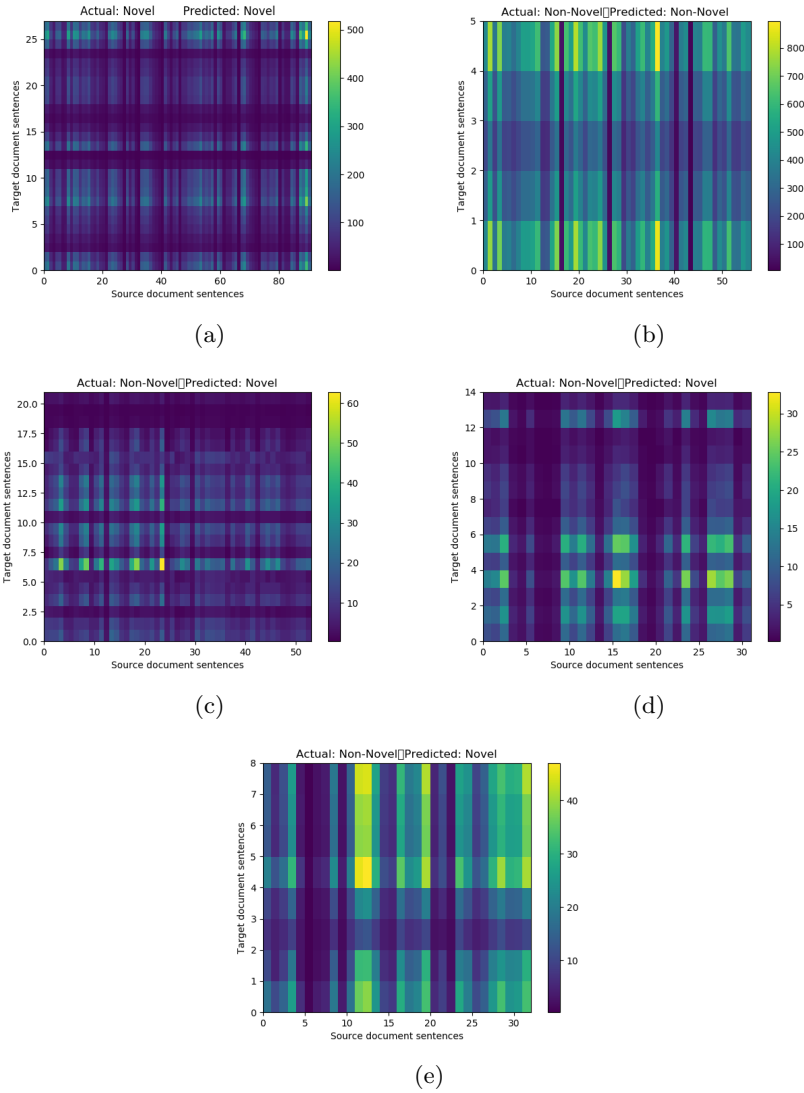 Actual: Novel Predicted: Novel
Target document sentences
25
20
15
10
5
0
0 20 40 60 80
Source document sentences
500
400
300
200
100
(a)
Actual: Non-Novel▯Predicted: Non-Novel
Target document sentences
5
4
3
2
1
0
0 10 20 30 40 50
Source document sentences
800
700
600
500
400
300
200
100
(b)
Actual: Non-Novel▯Predicted: Novel
Target document sentences
20.0
17.5
15.0
12.5
10.0
7.5
5.0
2.5
0.0
0 10 20 30 40 50
Source document sentences
60
50
40
30
20
10
(c)
Actual: Non-Novel▯Predicted: Novel
Target document sentences
14
12
10
8
6
4
2
0
0 5 10 15 20 25 30
Source document sentences
30
25
20
15
10
5
(d)
Actual: Non-Novel▯Predicted: Novel
Target document sentences
8
7
6
5
4
3
2
1
0
0 5 10 15 20 25 30
Source document sentences
40
30
20
10
(e)